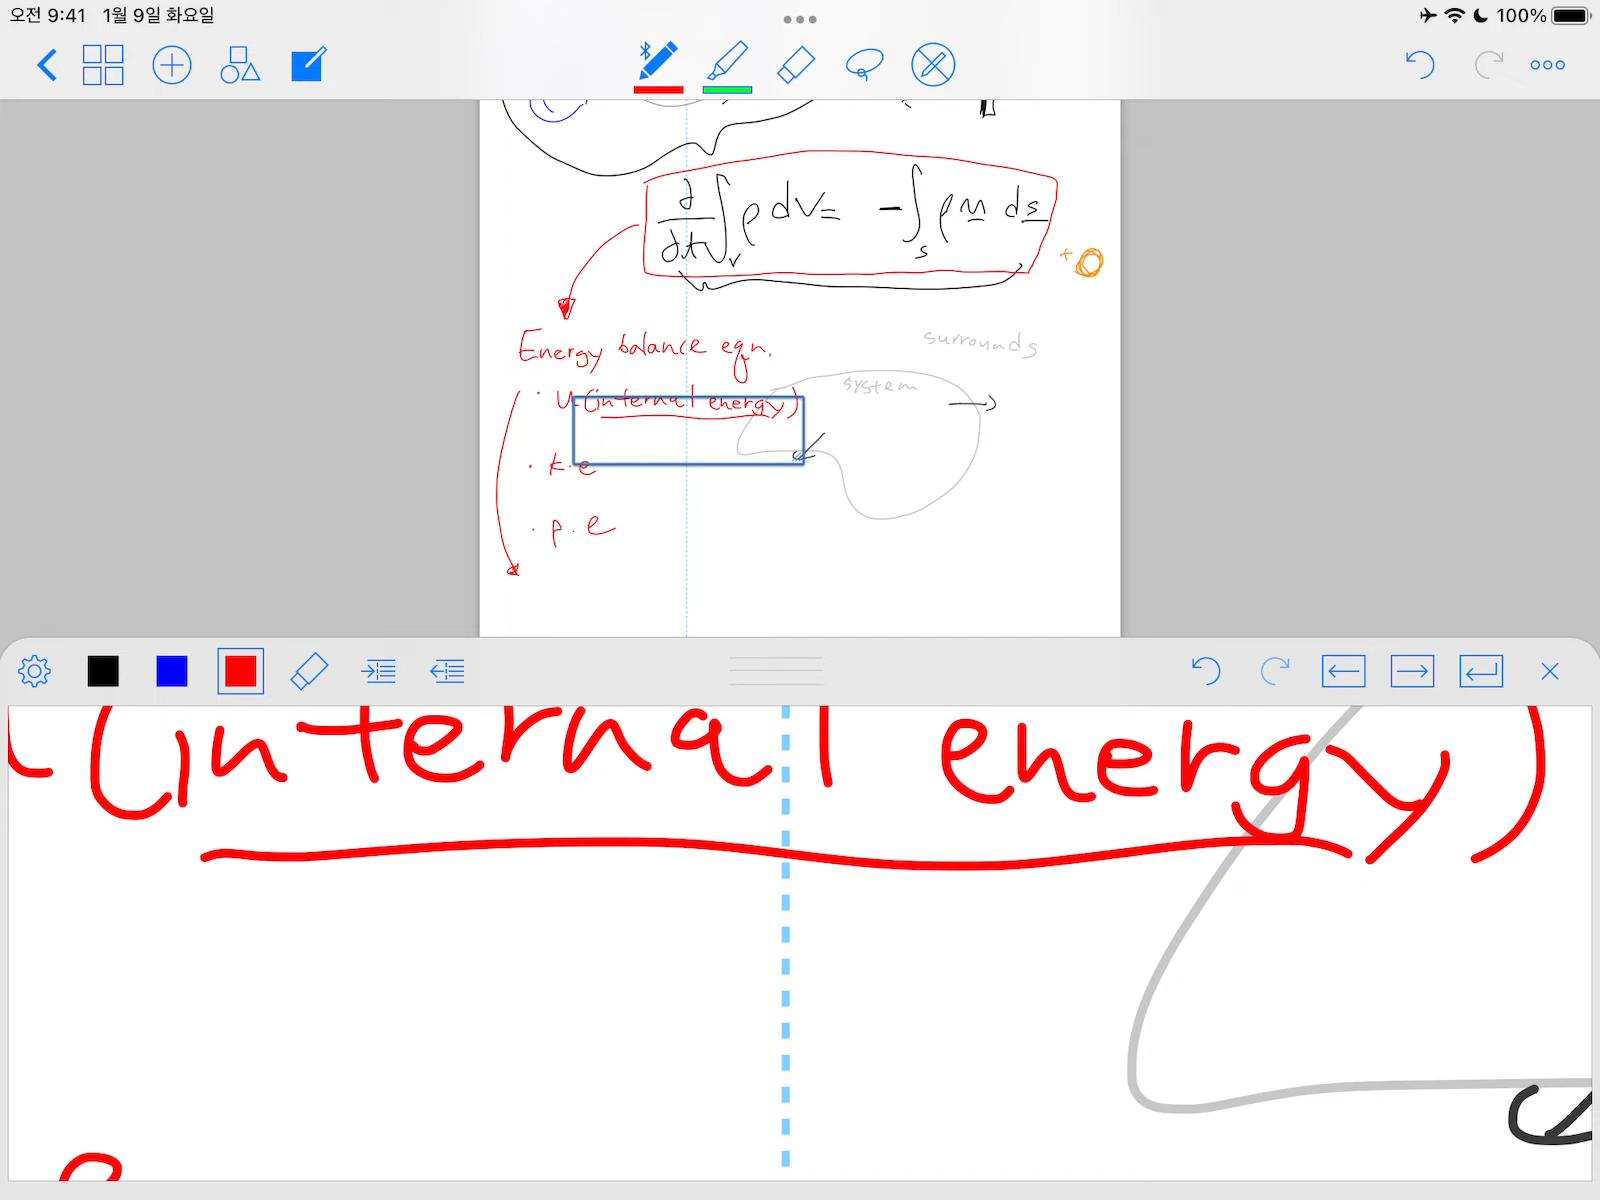 오전 9:41 1월 9일 화요일
100%
∂/∂t ∫v ρ dV = - ∫s ρ u ds
+ O
Energy balance eqn.
surrounds
system
· U (internal energy)
· k.e
· p.e
(internal energy)